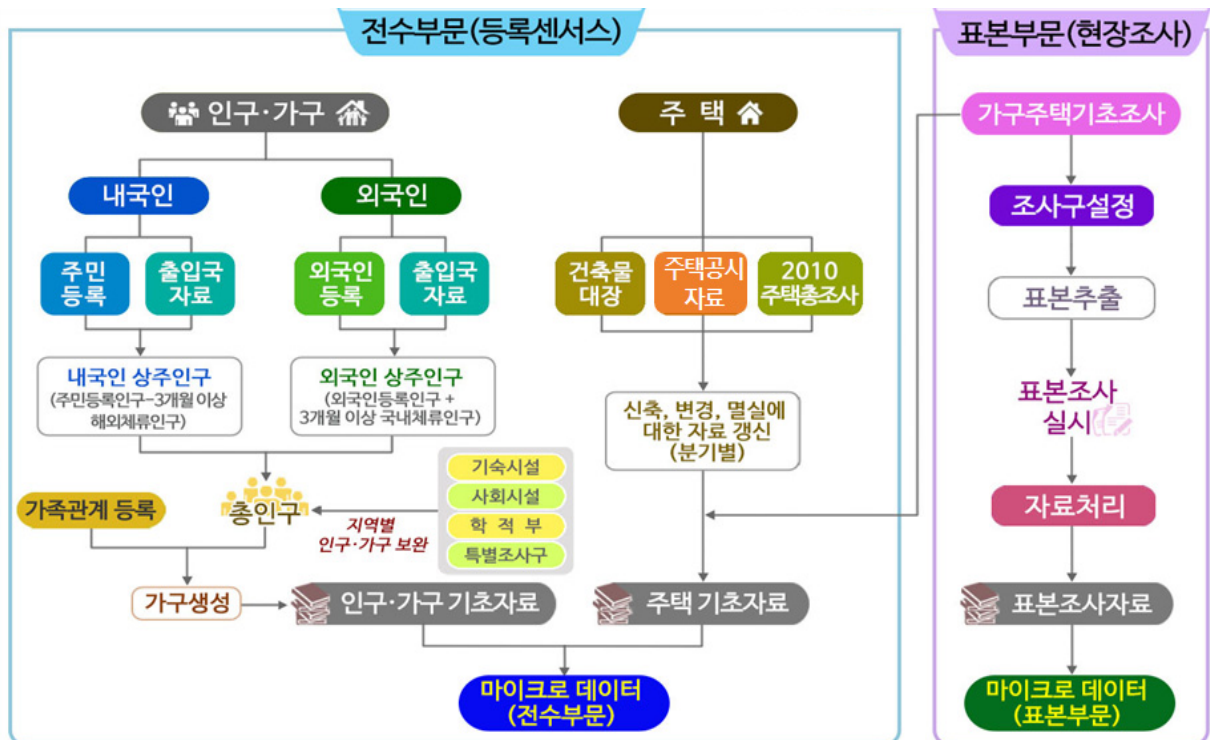 전수부문(등록센서스)
인구·가구
주 택
내국인
외국인
주민
등록
출입국
자료
외국인
등록
출입국
자료
건축물
대장
주택공시
자료
2010
주택총조사
내국인 상주인구
(주민등록인구-3개월 이상
해외체류인구)
외국인 상주인구
(외국인등록인구 +
3개월 이상 국내체류인구)
신축, 변경, 멸실에
대한 자료 갱신
(분기별)
가족관계 등록
총인구
지역별
인구·가구 보완
기숙시설
사회시설
학 적 부
특별조사구
가구생성
인구·가구 기초자료
주택 기초자료
마이크로 데이터
(전수부문)
표본부문(현장조사)
가구주택기초조사
조사구설정
표본추출
표본조사
실시
자료처리
표본조사자료
마이크로 데이터
(표본부문)